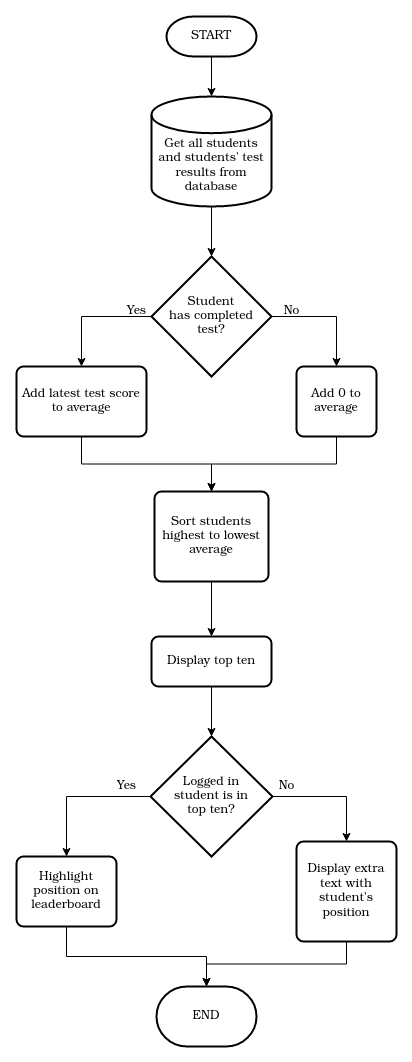 START
Get all students
and students' test
results from
database
Student
has completed
test?
Yes
No
Add latest test score
to average
Add 0 to
average
Sort students
highest to lowest
average
Display top ten
Logged in
student is in
top ten?
Yes
No
Highlight
position on
leaderboard
Display extra
text with
student's
position
END